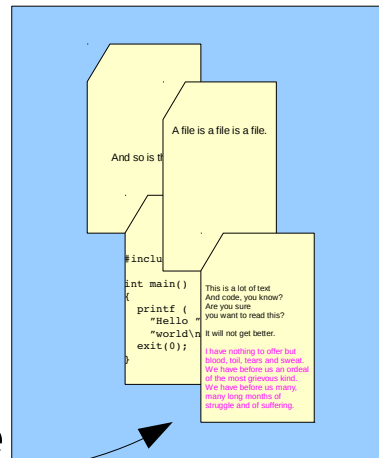 A file is a file is a file.
And so is th
#inclu
int main()
{
printf (
"Hello "
"world\n
exit(0);
}
This is a lot of text
And code, you know?
Are you sure
you want to read this?
It will not get better.
I have nothing to offer but
blood, toil, tears and sweat.
We have before us an ordeal
of the most grievous kind.
We have before us many,
many long months of
struggle and of suffering.
e